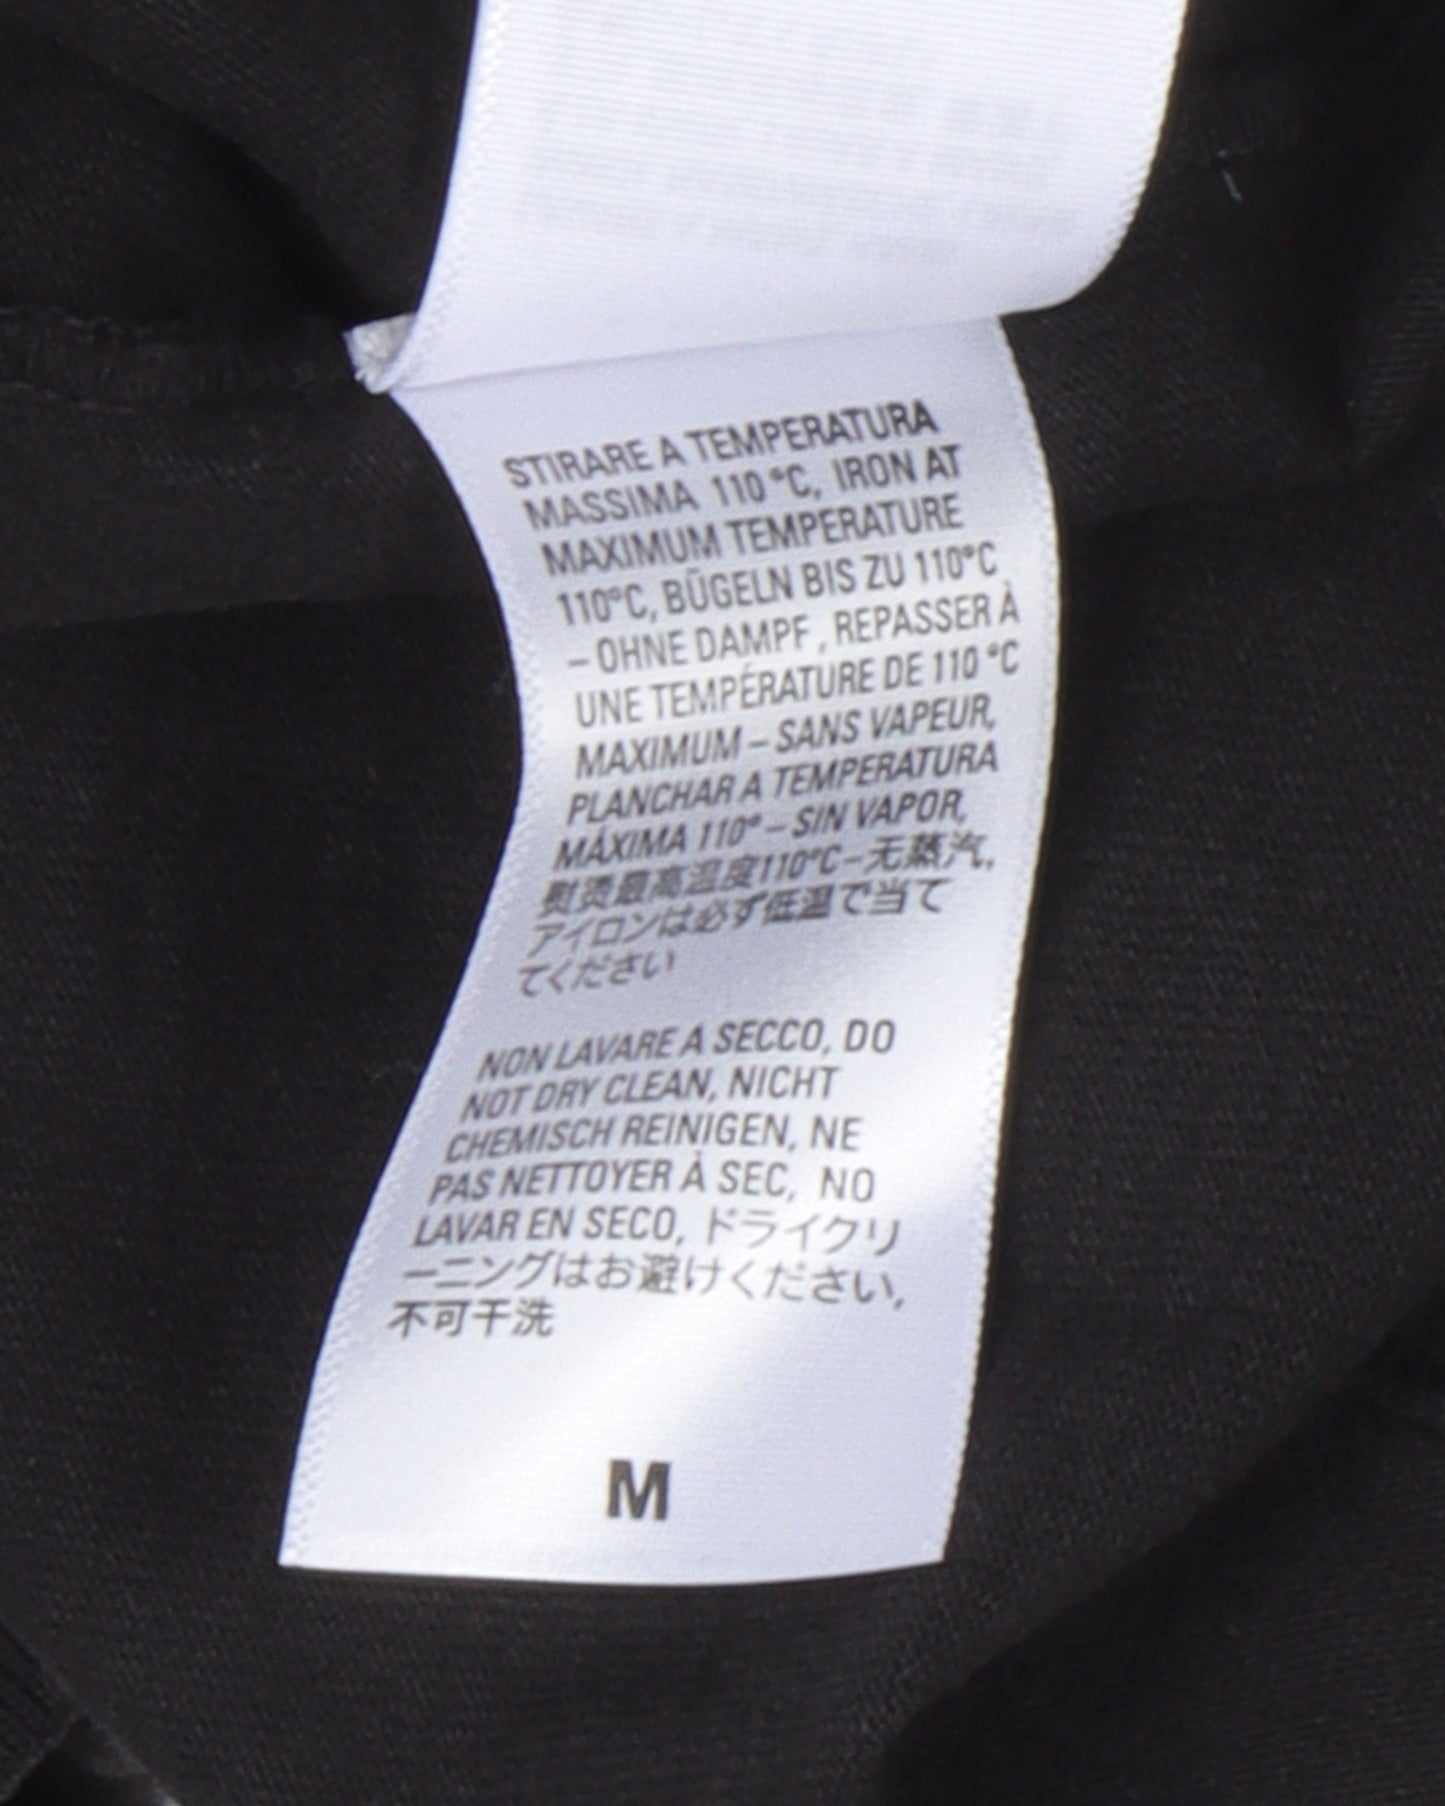 STIRARE A TEMPERATURA
MASSIMA 110 °C, IRON AT
MAXIMUM TEMPERATURE
110°C, BÜGELN BIS ZU 110°C
– OHNE DAMPF , REPASSER À
UNE TEMPÉRATURE DE 110 °C
MAXIMUM – SANS VAPEUR,
PLANCHAR A TEMPERATURA
MÁXIMA 110° – SIN VAPOR,
熨烫最高温度110°C – 无蒸汽,
アイロンは必ず低温で当て
てください
NON LAVARE A SECCO, DO
NOT DRY CLEAN, NICHT
CHEMISCH REINIGEN, NE
PAS NETTOYER À SEC, NO
LAVAR EN SECO, ドライクリ
ーニングはお避けください,
不可干洗
M